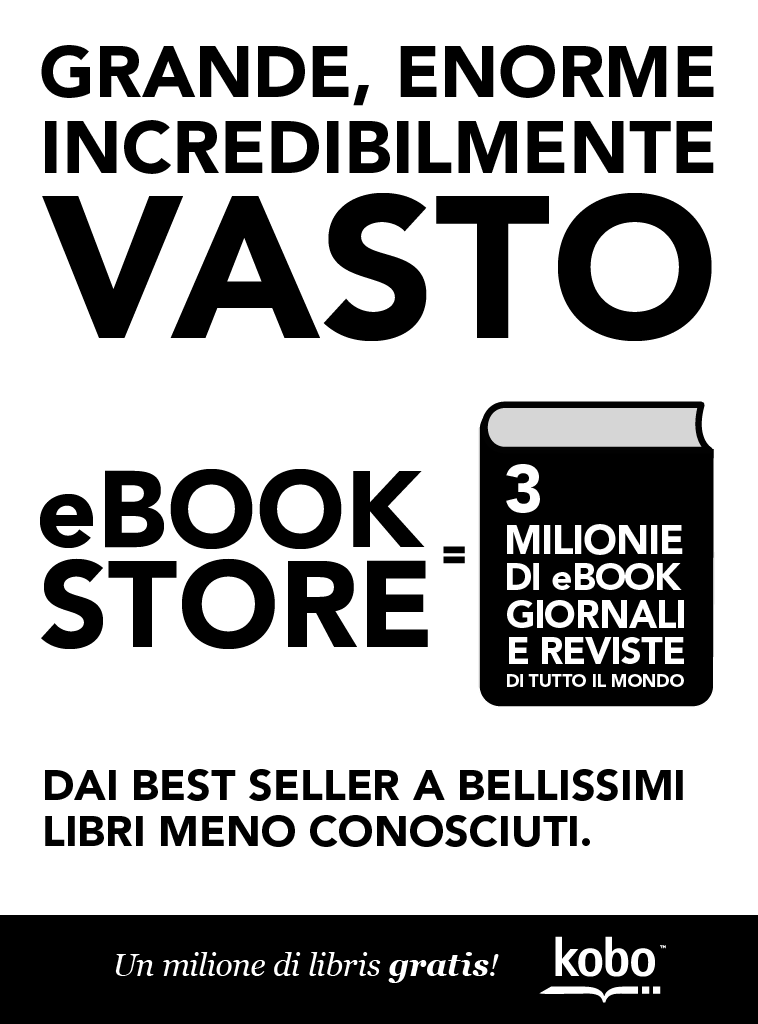 GRANDE, ENORME
INCREDIBILMENTE
VASTO
eBOOK
STORE
=
3
MILIONIE
DI eBOOK
GIORNALI
E REVISTE
DI TUTTO IL MONDO
DAI BEST SELLER A BELLISSIMI
LIBRI MENO CONOSCIUTI.
Un milione di libris gratis!
kobo™